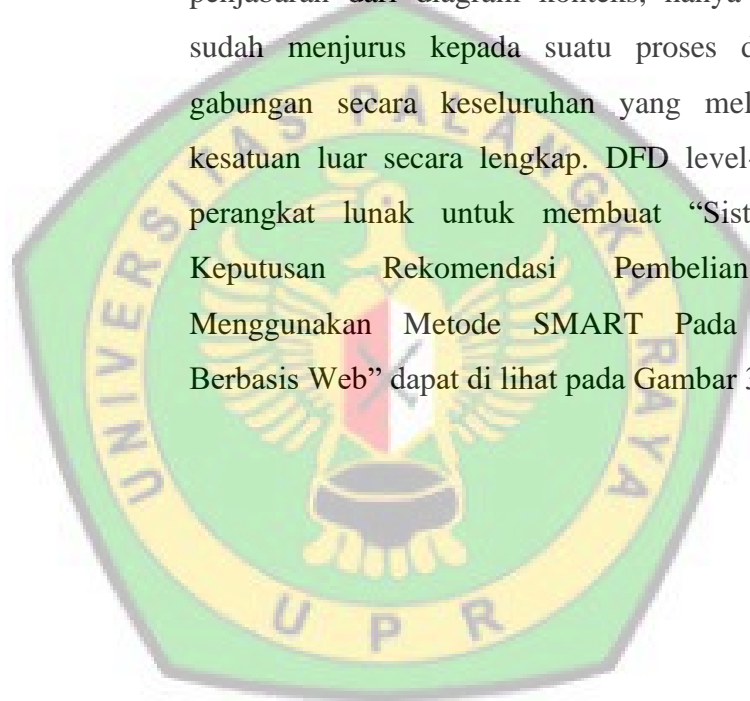 penjabaran dari diagram konteks, hanya
sudah menjurus kepada suatu proses
gabungan secara keseluruhan yang
kesatuan luar secara lengkap. DFD level-
perangkat lunak untuk membuat “Sist
Keputusan Rekomendasi Pembelian
Menggunakan Metode SMART Pada
Berbasis Web” dapat di lihat pada Gambar 3
UNIVERSITAS PALANGKA RAYA
UPR